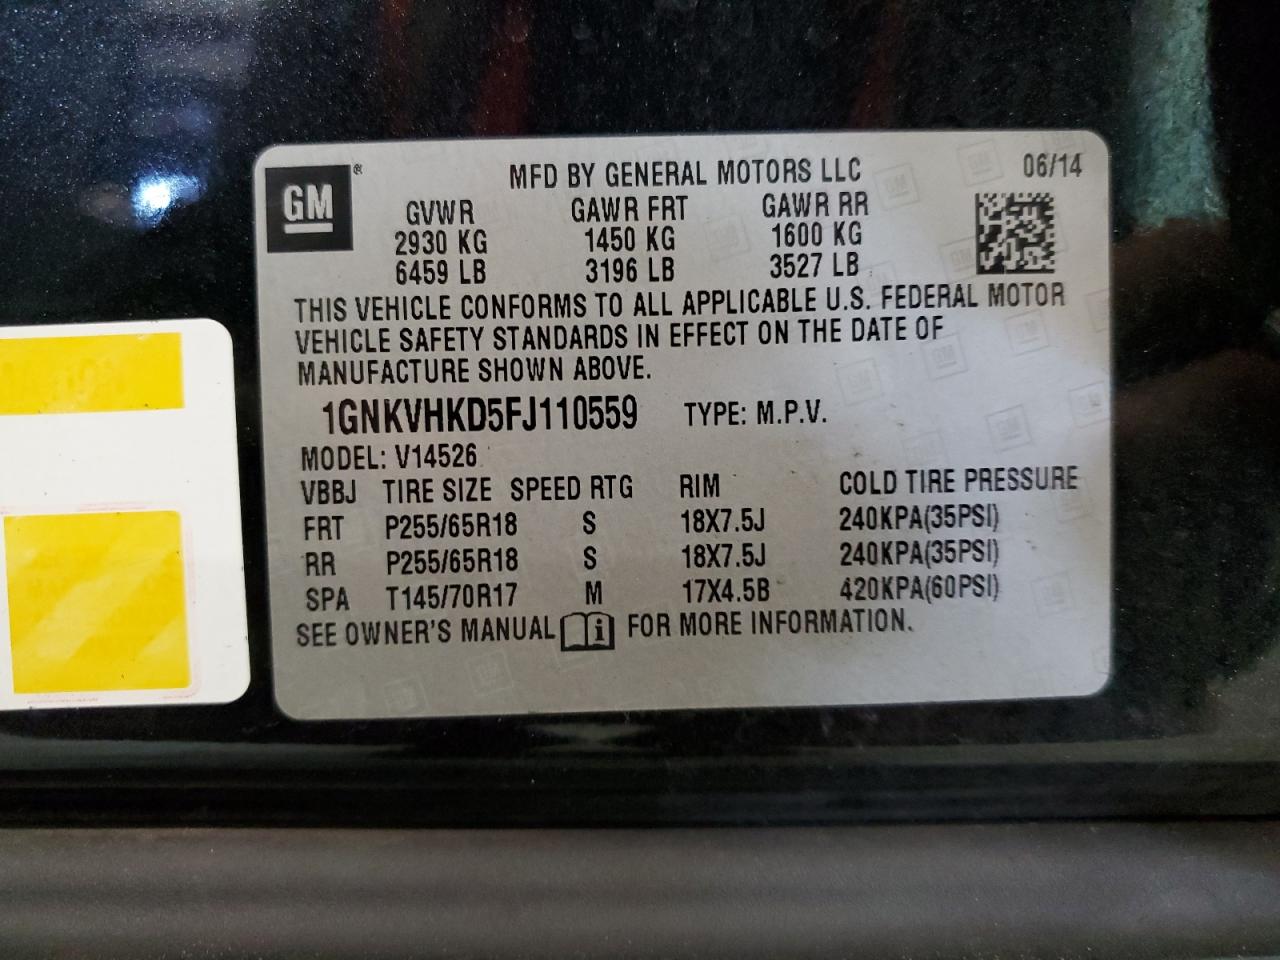 GM ® MFD BY GENERAL MOTORS LLC 06/14
GVWR GAWR FRT GAWR RR
2930 KG 1450 KG 1600 KG
6459 LB 3196 LB 3527 LB
THIS VEHICLE CONFORMS TO ALL APPLICABLE U.S. FEDERAL MOTOR
VEHICLE SAFETY STANDARDS IN EFFECT ON THE DATE OF
MANUFACTURE SHOWN ABOVE.
1GNKVHKD5FJ110559 TYPE: M.P.V.
MODEL: V14526
VBBJ TIRE SIZE SPEED RTG RIM COLD TIRE PRESSURE
FRT P255/65R18 S 18X7.5J 240KPA(35PSI)
RR P255/65R18 S 18X7.5J 240KPA(35PSI)
SPA T145/70R17 M 17X4.5B 420KPA(60PSI)
SEE OWNER'S MANUAL i FOR MORE INFORMATION.